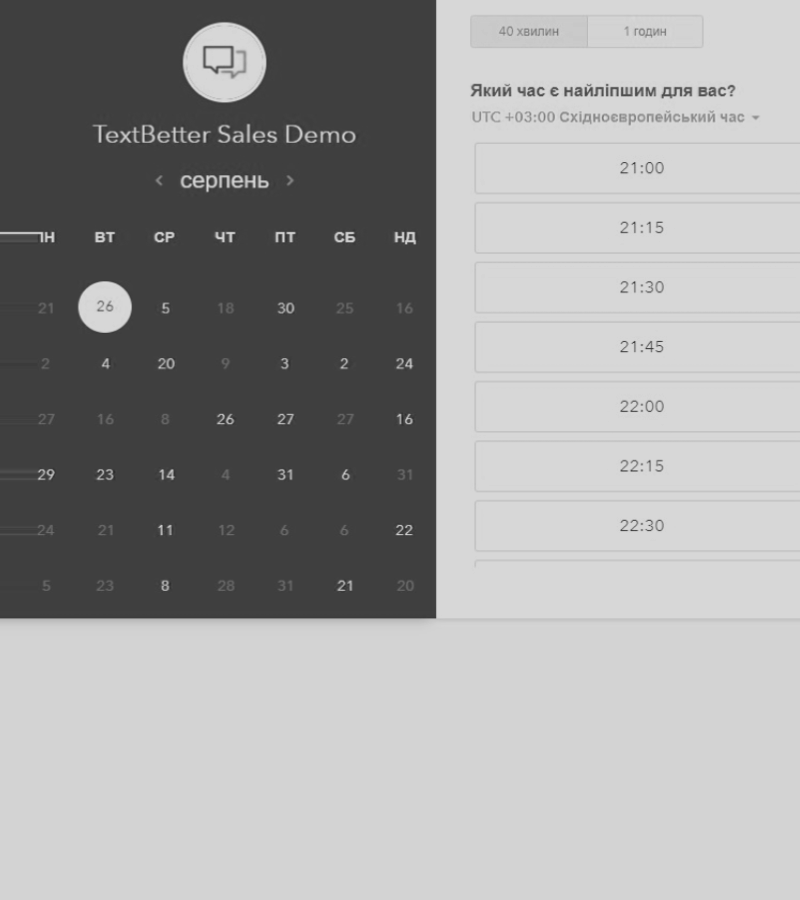 TextBetter Sales Demo
серпень
ПН ВТ СР ЧТ ПТ СБ НД
21 26 5 18 30 25 16
2 4 20 9 3 2 24
27 16 8 26 27 27 16
29 23 14 4 31 6 31
24 21 11 12 6 6 22
5 23 8 28 31 21 20
40 хвилин 1 годин
Який час є найліпшим для вас?
UTC +03:00 Східноєвропейський час
21:00
21:15
21:30
21:45
22:00
22:15
22:30